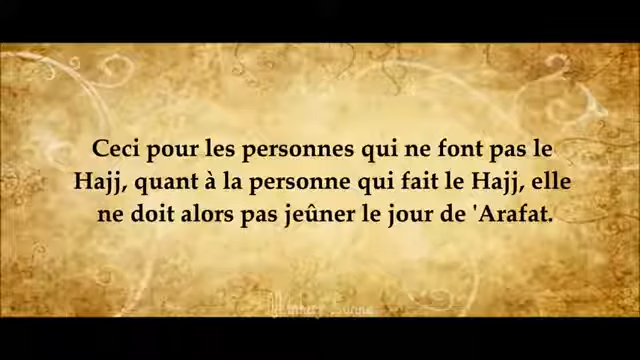 Ceci pour les personnes qui ne font pas le
Hajj, quant à la personne qui fait le Hajj, elle
ne doit alors pas jeûner le jour de 'Arafat.